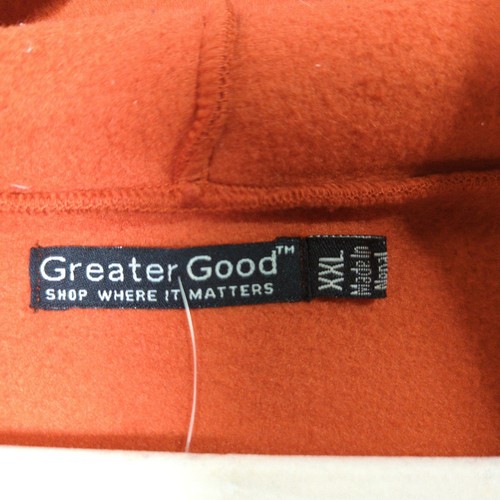 Greater Good™
SHOP WHERE IT MATTERS
XXL
Made In
Nepal